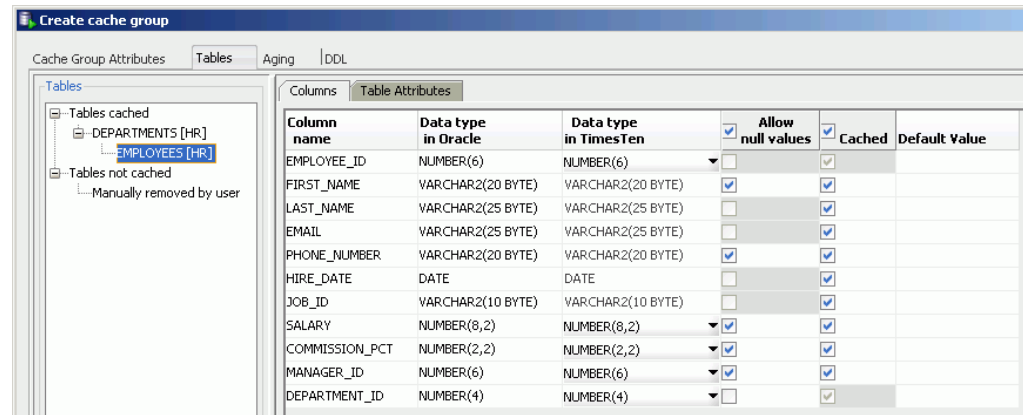 Create cache group
Cache Group Attributes Tables Aging DDL
Tables
Tables cached
DEPARTMENTS [HR]
EMPLOYEES [HR]
Tables not cached
Manually removed by user
Columns Table Attributes
Column name Data type in Oracle Data type in TimesTen Allow null values Cached Default Value
EMPLOYEE_ID NUMBER(6) NUMBER(6)
FIRST_NAME VARCHAR2(20 BYTE) VARCHAR2(20 BYTE)
LAST_NAME VARCHAR2(25 BYTE) VARCHAR2(25 BYTE)
EMAIL VARCHAR2(25 BYTE) VARCHAR2(25 BYTE)
PHONE_NUMBER VARCHAR2(20 BYTE) VARCHAR2(20 BYTE)
HIRE_DATE DATE DATE
JOB_ID VARCHAR2(10 BYTE) VARCHAR2(10 BYTE)
SALARY NUMBER(8,2) NUMBER(8,2)
COMMISSION_PCT NUMBER(2,2) NUMBER(2,2)
MANAGER_ID NUMBER(6) NUMBER(6)
DEPARTMENT_ID NUMBER(4) NUMBER(4)